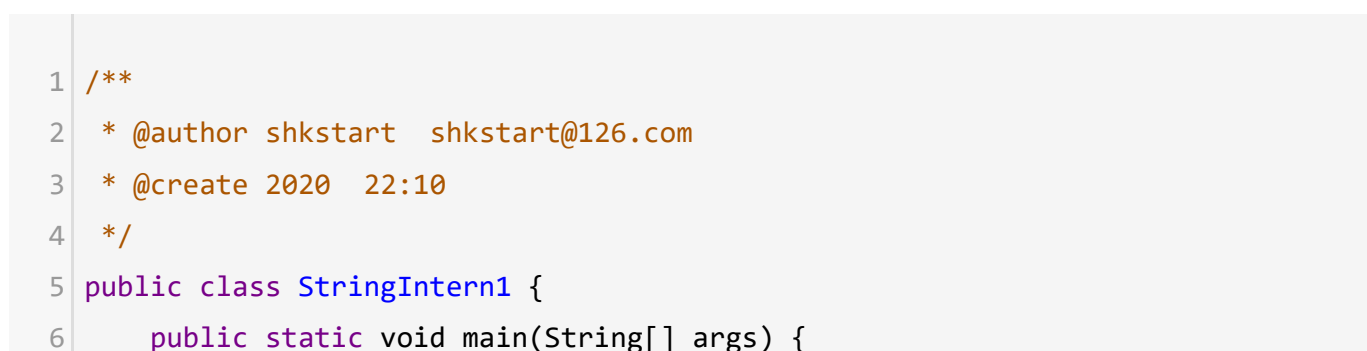 1 /**
2  * @author shkstart  shkstart@126.com
3  * @create 2020  22:10
4  */
5 public class StringIntern1 {
6     public static void main(String[] args) {